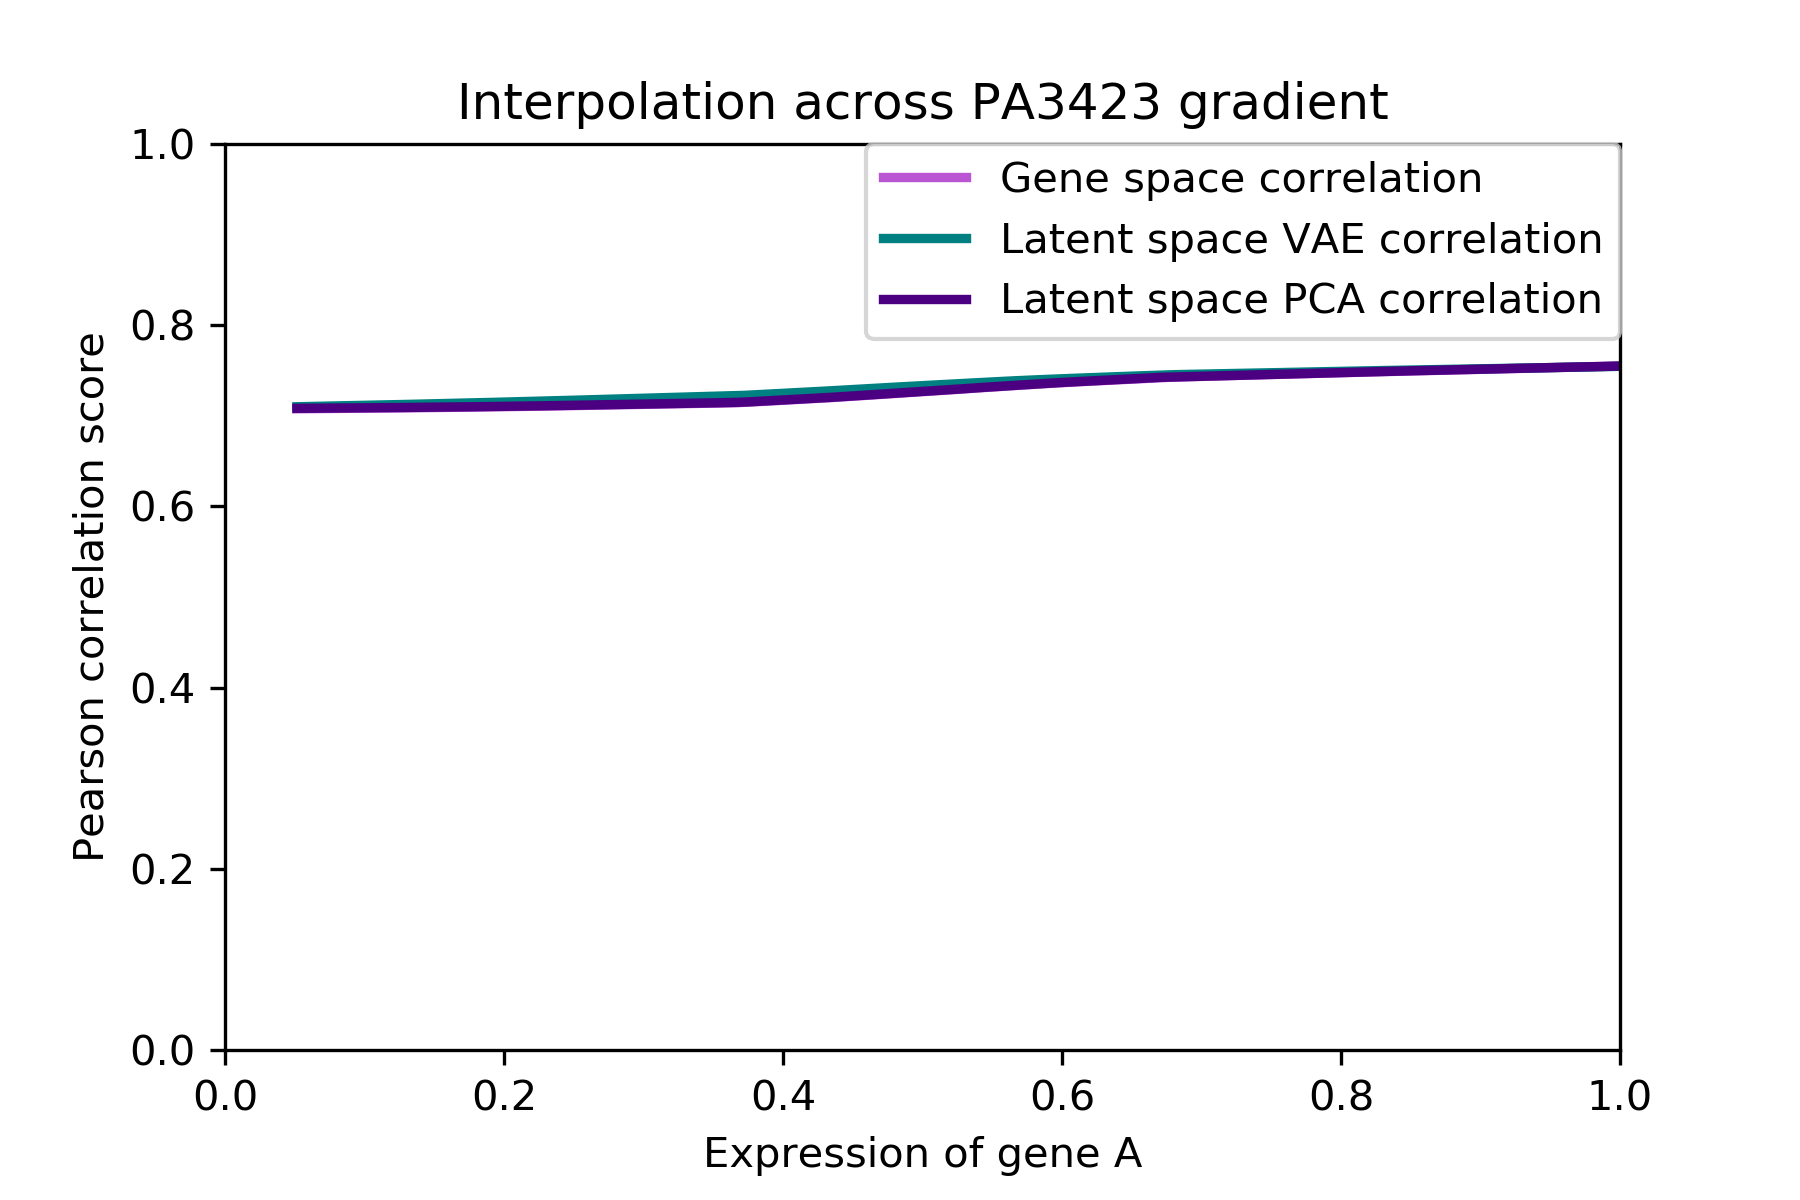 Interpolation across PA3423 gradient
Gene space correlation
Latent space VAE correlation
Latent space PCA correlation
Pearson correlation score
1.0
0.8
0.6
0.4
0.2
0.0
0.0 0.2 0.4 0.6 0.8 1.0
Expression of gene A